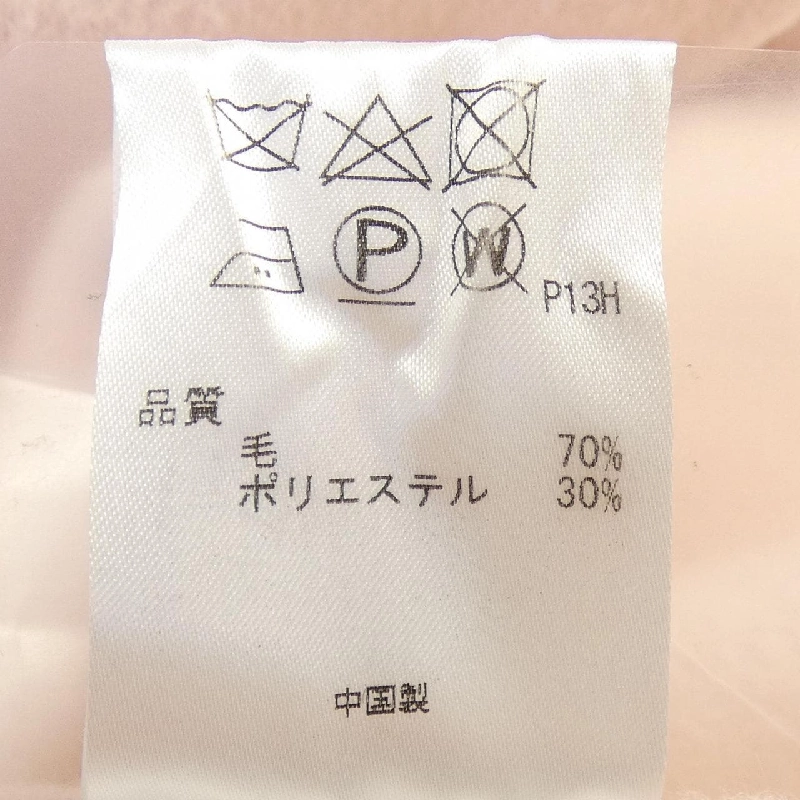 P
W
P13H
品質
毛 70%
ポリエステル 30%
中国製